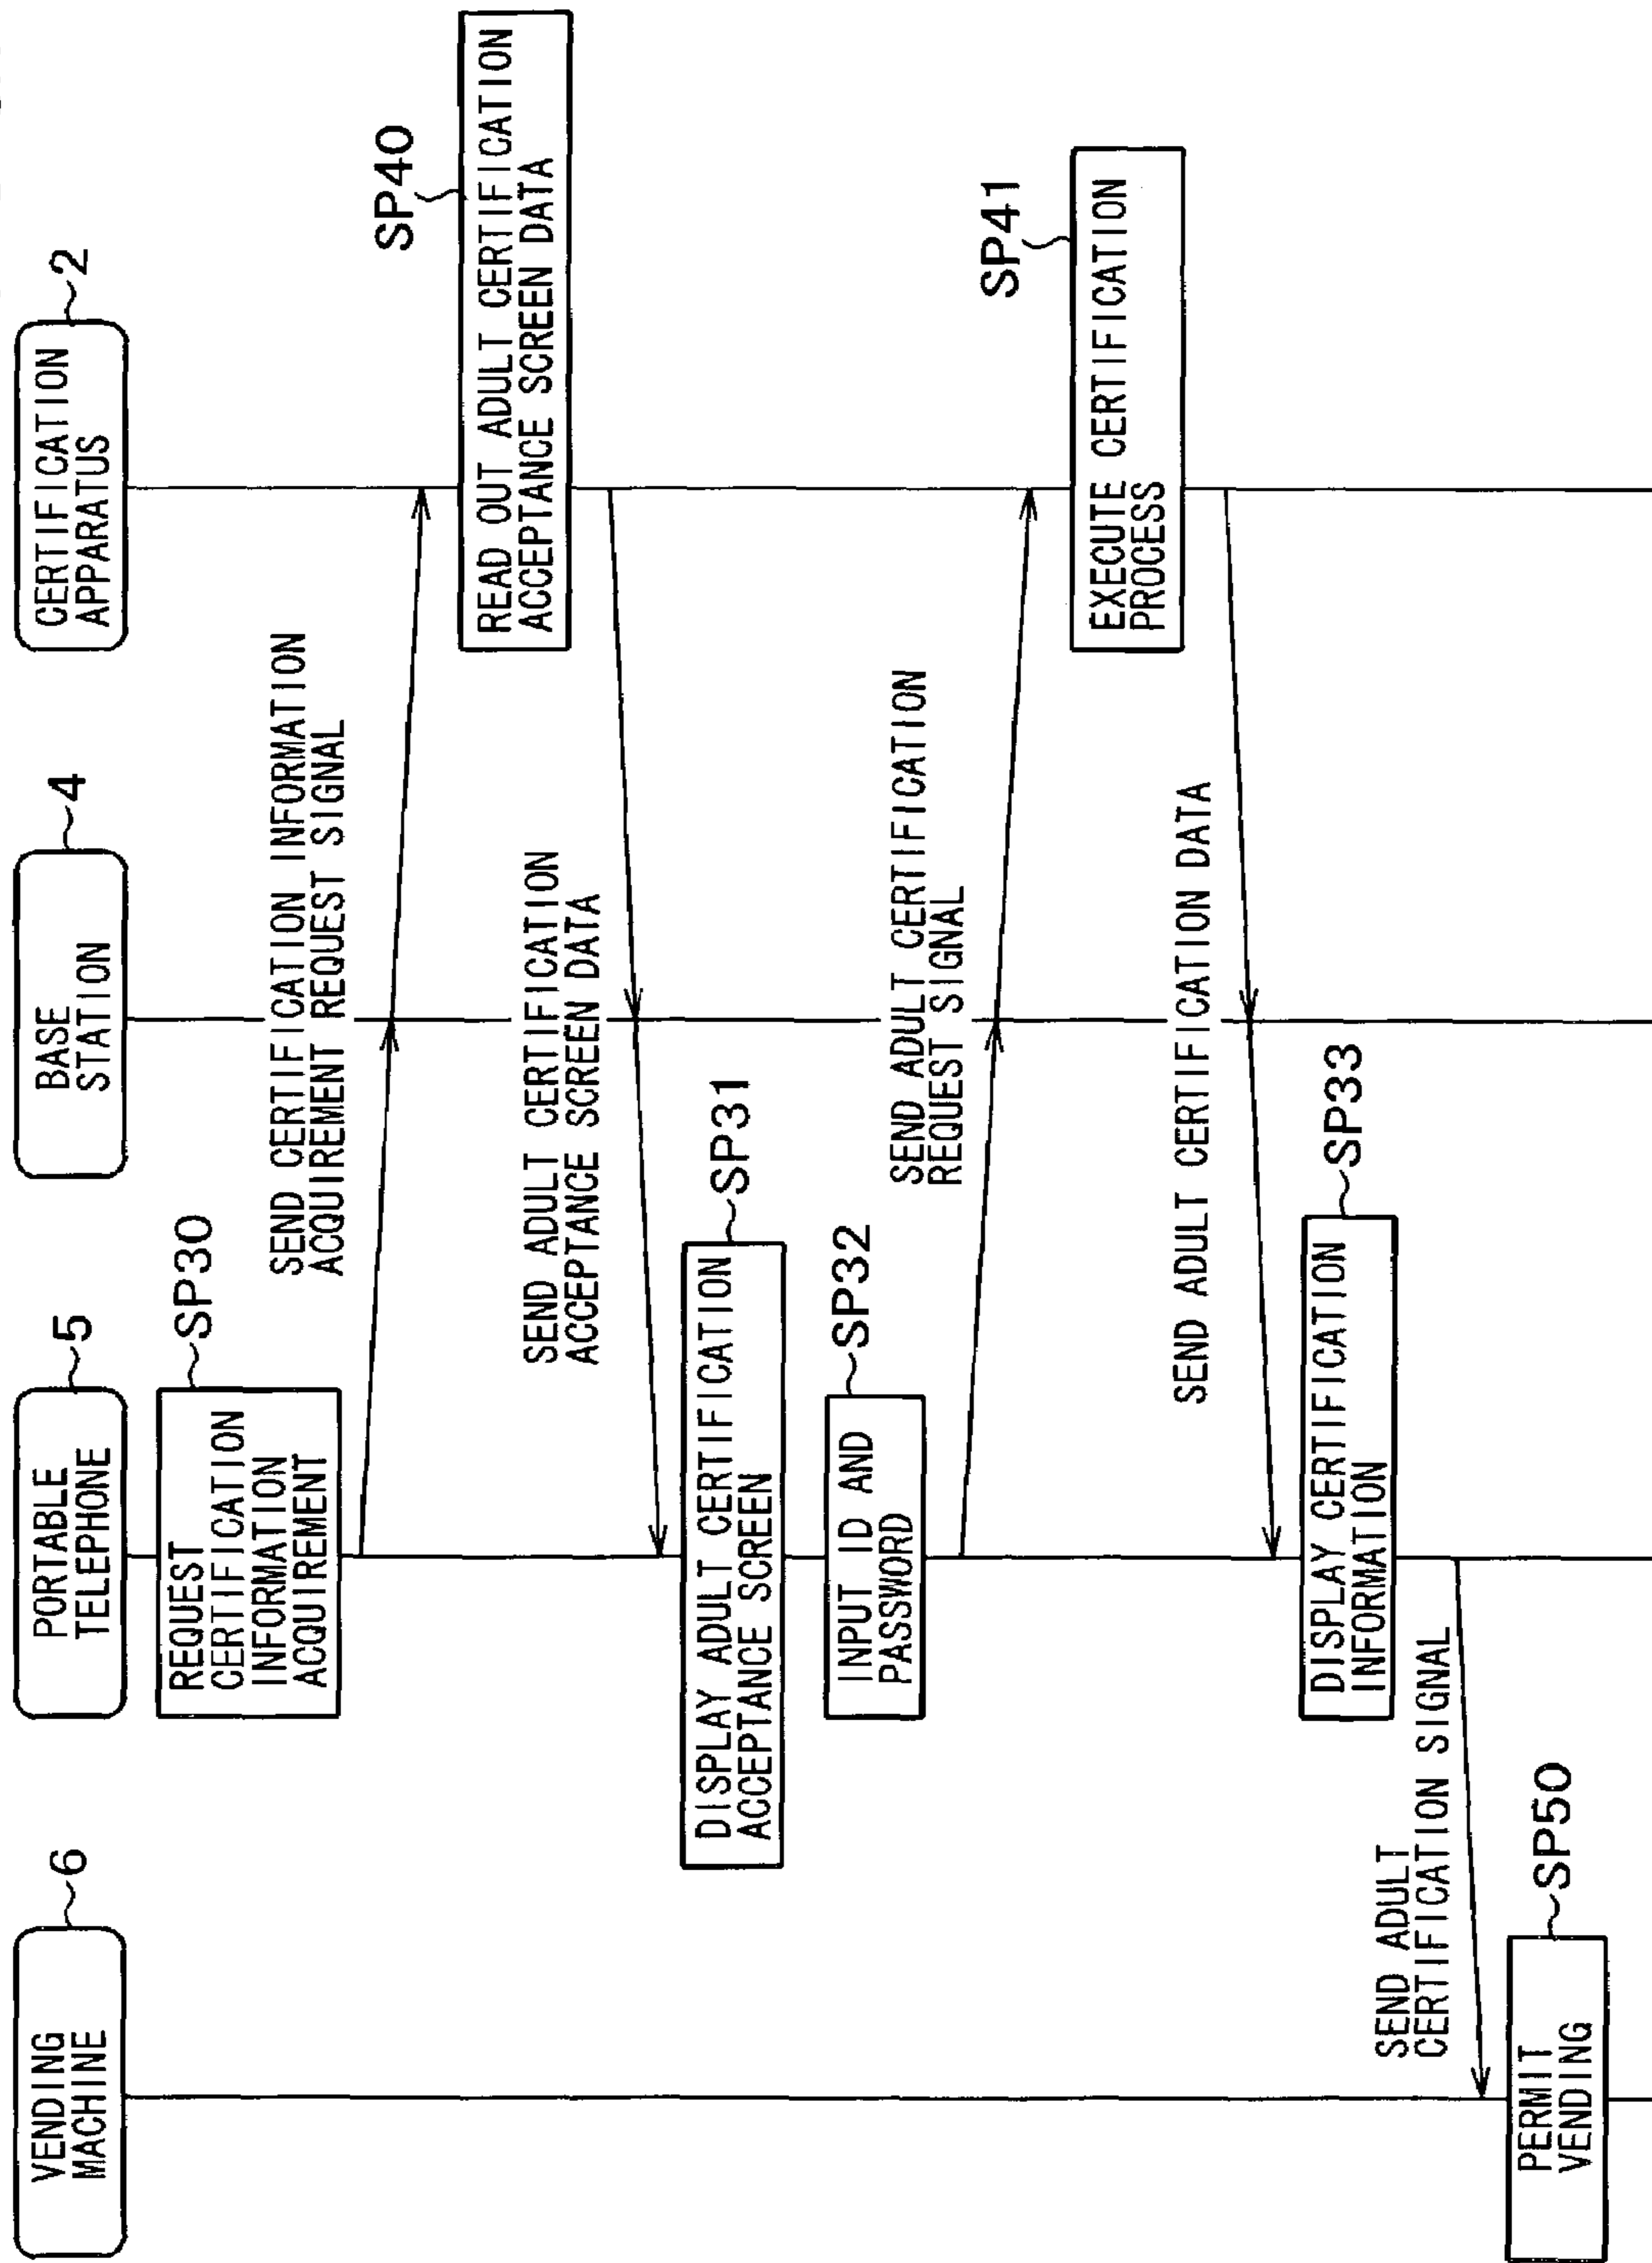 VENDING
MACHINE
6
PORTABLE
TELEPHONE
5
BASE
STATION
4
CERTIFICATION
APPARATUS
2
REQUEST
CERTIFICATION
INFORMATION
ACQUIREMENT
SP30
SEND CERTIFICATION INFORMATION
ACQUIREMENT REQUEST SIGNAL
SP40
READ OUT ADULT CERTIFICATION
ACCEPTANCE SCREEN DATA
SEND ADULT CERTIFICATION
ACCEPTANCE SCREEN DATA
DISPLAY ADULT CERTIFICATION
ACCEPTANCE SCREEN
SP31
INPUT ID AND
PASSWORD
SP32
SEND ADULT CERTIFICATION
REQUEST SIGNAL
SP41
EXECUTE CERTIFICATION
PROCESS
SEND ADULT CERTIFICATION DATA
DISPLAY CERTIFICATION
INFORMATION
SP33
SEND ADULT
CERTIFICATION SIGNAL
PERMIT
VENDING
SP50